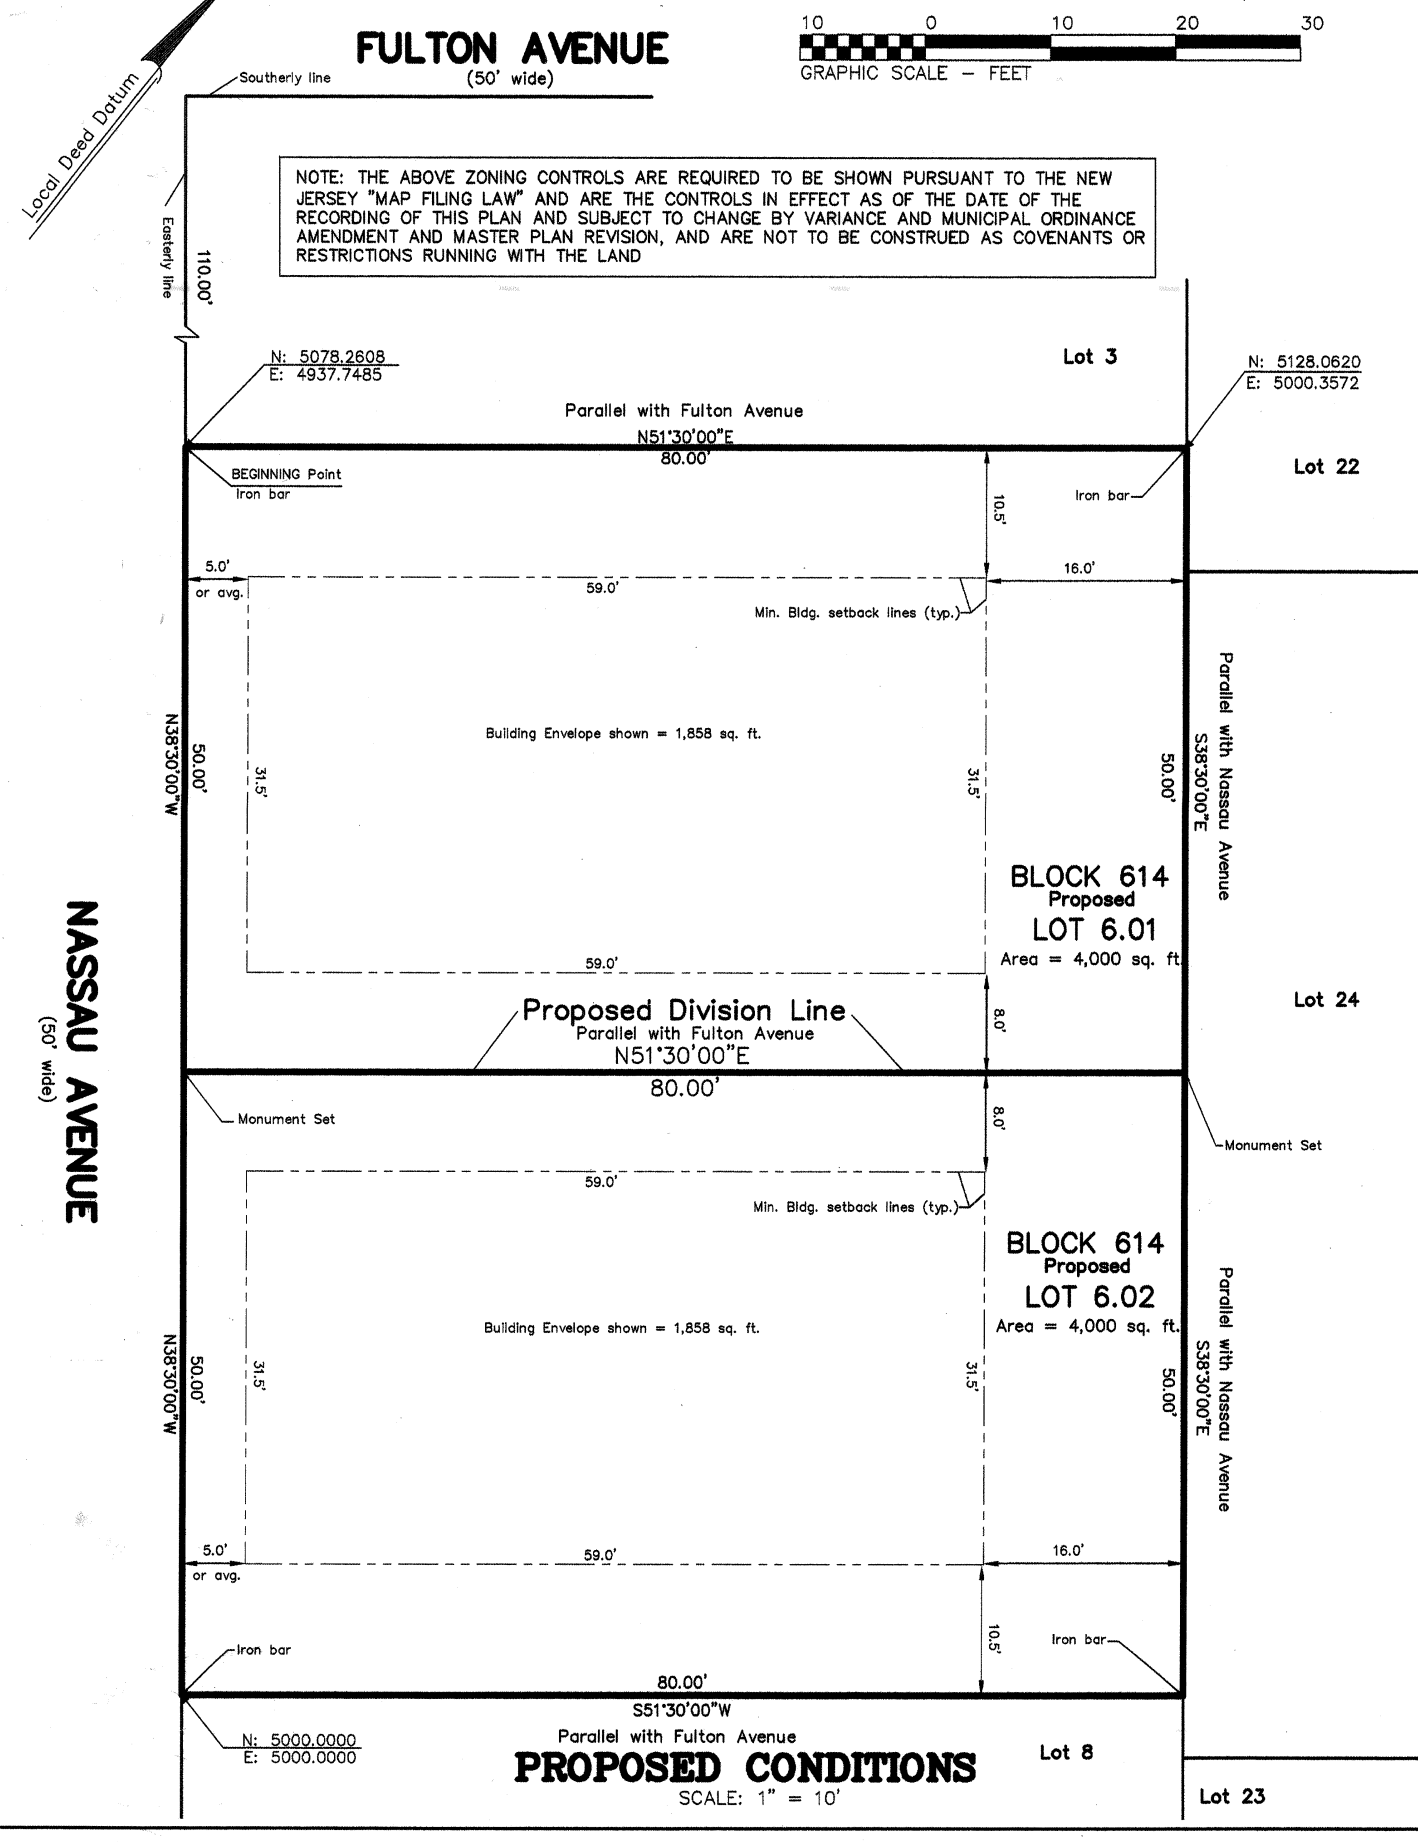 10 0 10 20 30
GRAPHIC SCALE - FEET
FULTON AVENUE
(50' wide)
Southerly line
Local Deed Datum
Easterly line
110.00'
NOTE: THE ABOVE ZONING CONTROLS ARE REQUIRED TO BE SHOWN PURSUANT TO THE NEW
JERSEY "MAP FILING LAW" AND ARE THE CONTROLS IN EFFECT AS OF THE DATE OF THE
RECORDING OF THIS PLAN AND SUBJECT TO CHANGE BY VARIANCE AND MUNICIPAL ORDINANCE
AMENDMENT AND MASTER PLAN REVISION, AND ARE NOT TO BE CONSTRUED AS COVENANTS OR
RESTRICTIONS RUNNING WITH THE LAND
N: 5078.2608
E: 4937.7485
Lot 3
N: 5128.0620
E: 5000.3572
Parallel with Fulton Avenue
N51°30'00"E
80.00'
Lot 22
BEGINNING Point
Iron bar
10.5'
Iron bar
5.0'
or avg.
59.0'
16.0'
Min. Bldg. setback lines (typ.)
Building Envelope shown = 1,858 sq. ft.
N38°30'00"W
50.00'
31.5'
31.5'
50.00'
S38°30'00"E
Parallel with Nassau Avenue
BLOCK 614
Proposed
LOT 6.01
Area = 4,000 sq. ft.
59.0'
Lot 24
NASSAU AVENUE
(50' wide)
Proposed Division Line
Parallel with Fulton Avenue
N51°30'00"E
80.00'
8.0'
8.0'
Monument Set
Monument Set
59.0'
Min. Bldg. setback lines (typ.)
BLOCK 614
Proposed
LOT 6.02
Area = 4,000 sq. ft.
Building Envelope shown = 1,858 sq. ft.
N38°30'00"W
50.00'
31.5'
31.5'
50.00'
S38°30'00"E
Parallel with Nassau Avenue
5.0'
or avg.
59.0'
16.0'
10.5'
Iron bar
Iron bar
80.00'
S51°30'00"W
Parallel with Fulton Avenue
N: 5000.0000
E: 5000.0000
PROPOSED CONDITIONS
SCALE: 1" = 10'
Lot 8
Lot 23